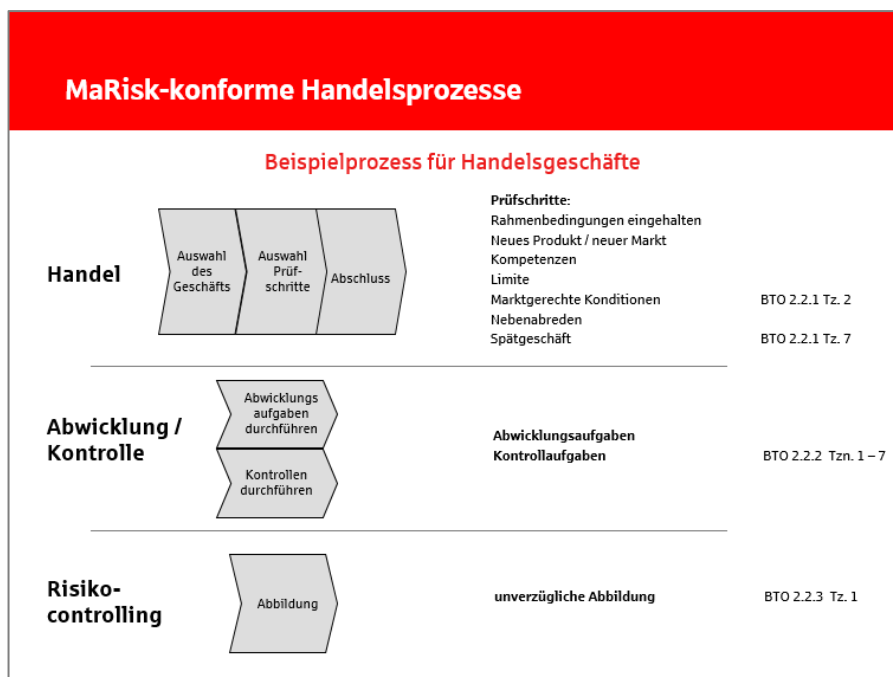 MaRisk-konforme Handelsprozesse
Beispielprozess für Handelsgeschäfte
Handel
Auswahl
des
Geschäfts
Auswahl
Prüf-
schritte
Abschluss
Prüfschritte:
Rahmenbedingungen eingehalten
Neues Produkt / neuer Markt
Kompetenzen
Limite
Marktgerechte Konditionen BTO 2.2.1 Tz. 2
Nebenabreden
Spätgeschäft BTO 2.2.1 Tz. 7
Abwicklung /
Kontrolle
Abwicklungs
aufgaben
durchführen
Kontrollen
durchführen
Abwicklungsaufgaben
Kontrollaufgaben BTO 2.2.2 Tzn. 1 – 7
Risiko-
controlling
Abbildung
unverzügliche Abbildung BTO 2.2.3 Tz. 1